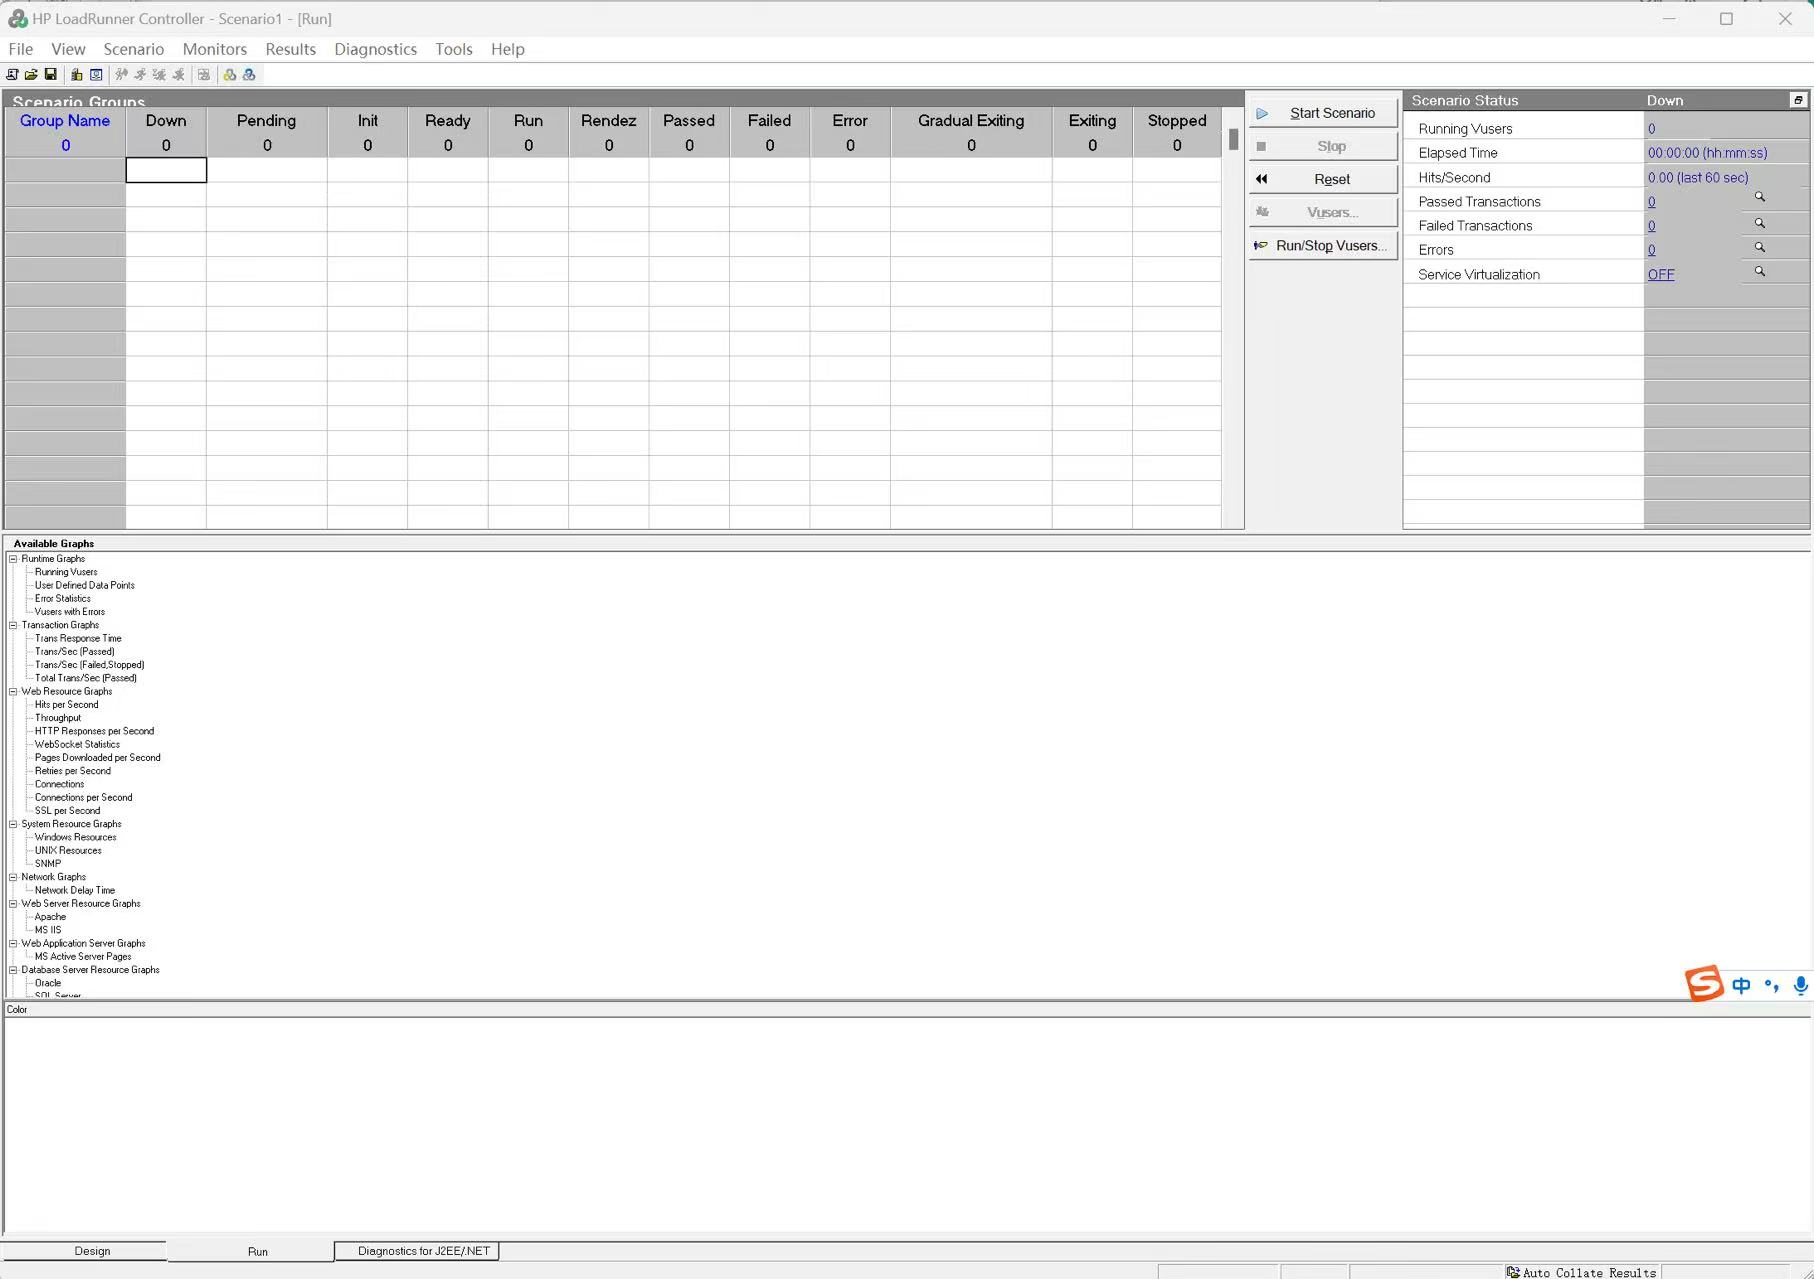 HP LoadRunner Controller - Scenario1 - [Run]
File View Scenario Monitors Results Diagnostics Tools Help
Scenario Groups
Group Name Down Pending Init Ready Run Rendez Passed Failed Error Gradual Exiting Exiting Stopped
0 0 0 0 0 0 0 0 0 0 0 0 0
Start Scenario
Stop
Reset
Vusers...
Run/Stop Vusers...
Scenario Status Down
Running Vusers 0
Elapsed Time 00:00:00 (hh:mm:ss)
Hits/Second 0.00 (last 60 sec)
Passed Transactions 0
Failed Transactions 0
Errors 0
Service Virtualization OFF
Available Graphs
Runtime Graphs
Running Vusers
User Defined Data Points
Error Statistics
Vusers with Errors
Transaction Graphs
Trans Response Time
Trans/Sec (Passed)
Trans/Sec (Failed,Stopped)
Total Trans/Sec (Passed)
Web Resource Graphs
Hits per Second
Throughput
HTTP Responses per Second
WebSocket Statistics
Pages Downloaded per Second
Retries per Second
Connections
Connections per Second
SSL per Second
System Resource Graphs
Windows Resources
UNIX Resources
SNMP
Network Graphs
Network Delay Time
Web Server Resource Graphs
Apache
MS IIS
Web Application Server Graphs
MS Active Server Pages
Database Server Resource Graphs
Oracle
SQL Server
S 中 °，
Color
Design Run Diagnostics for J2EE/.NET
Auto Collate Results